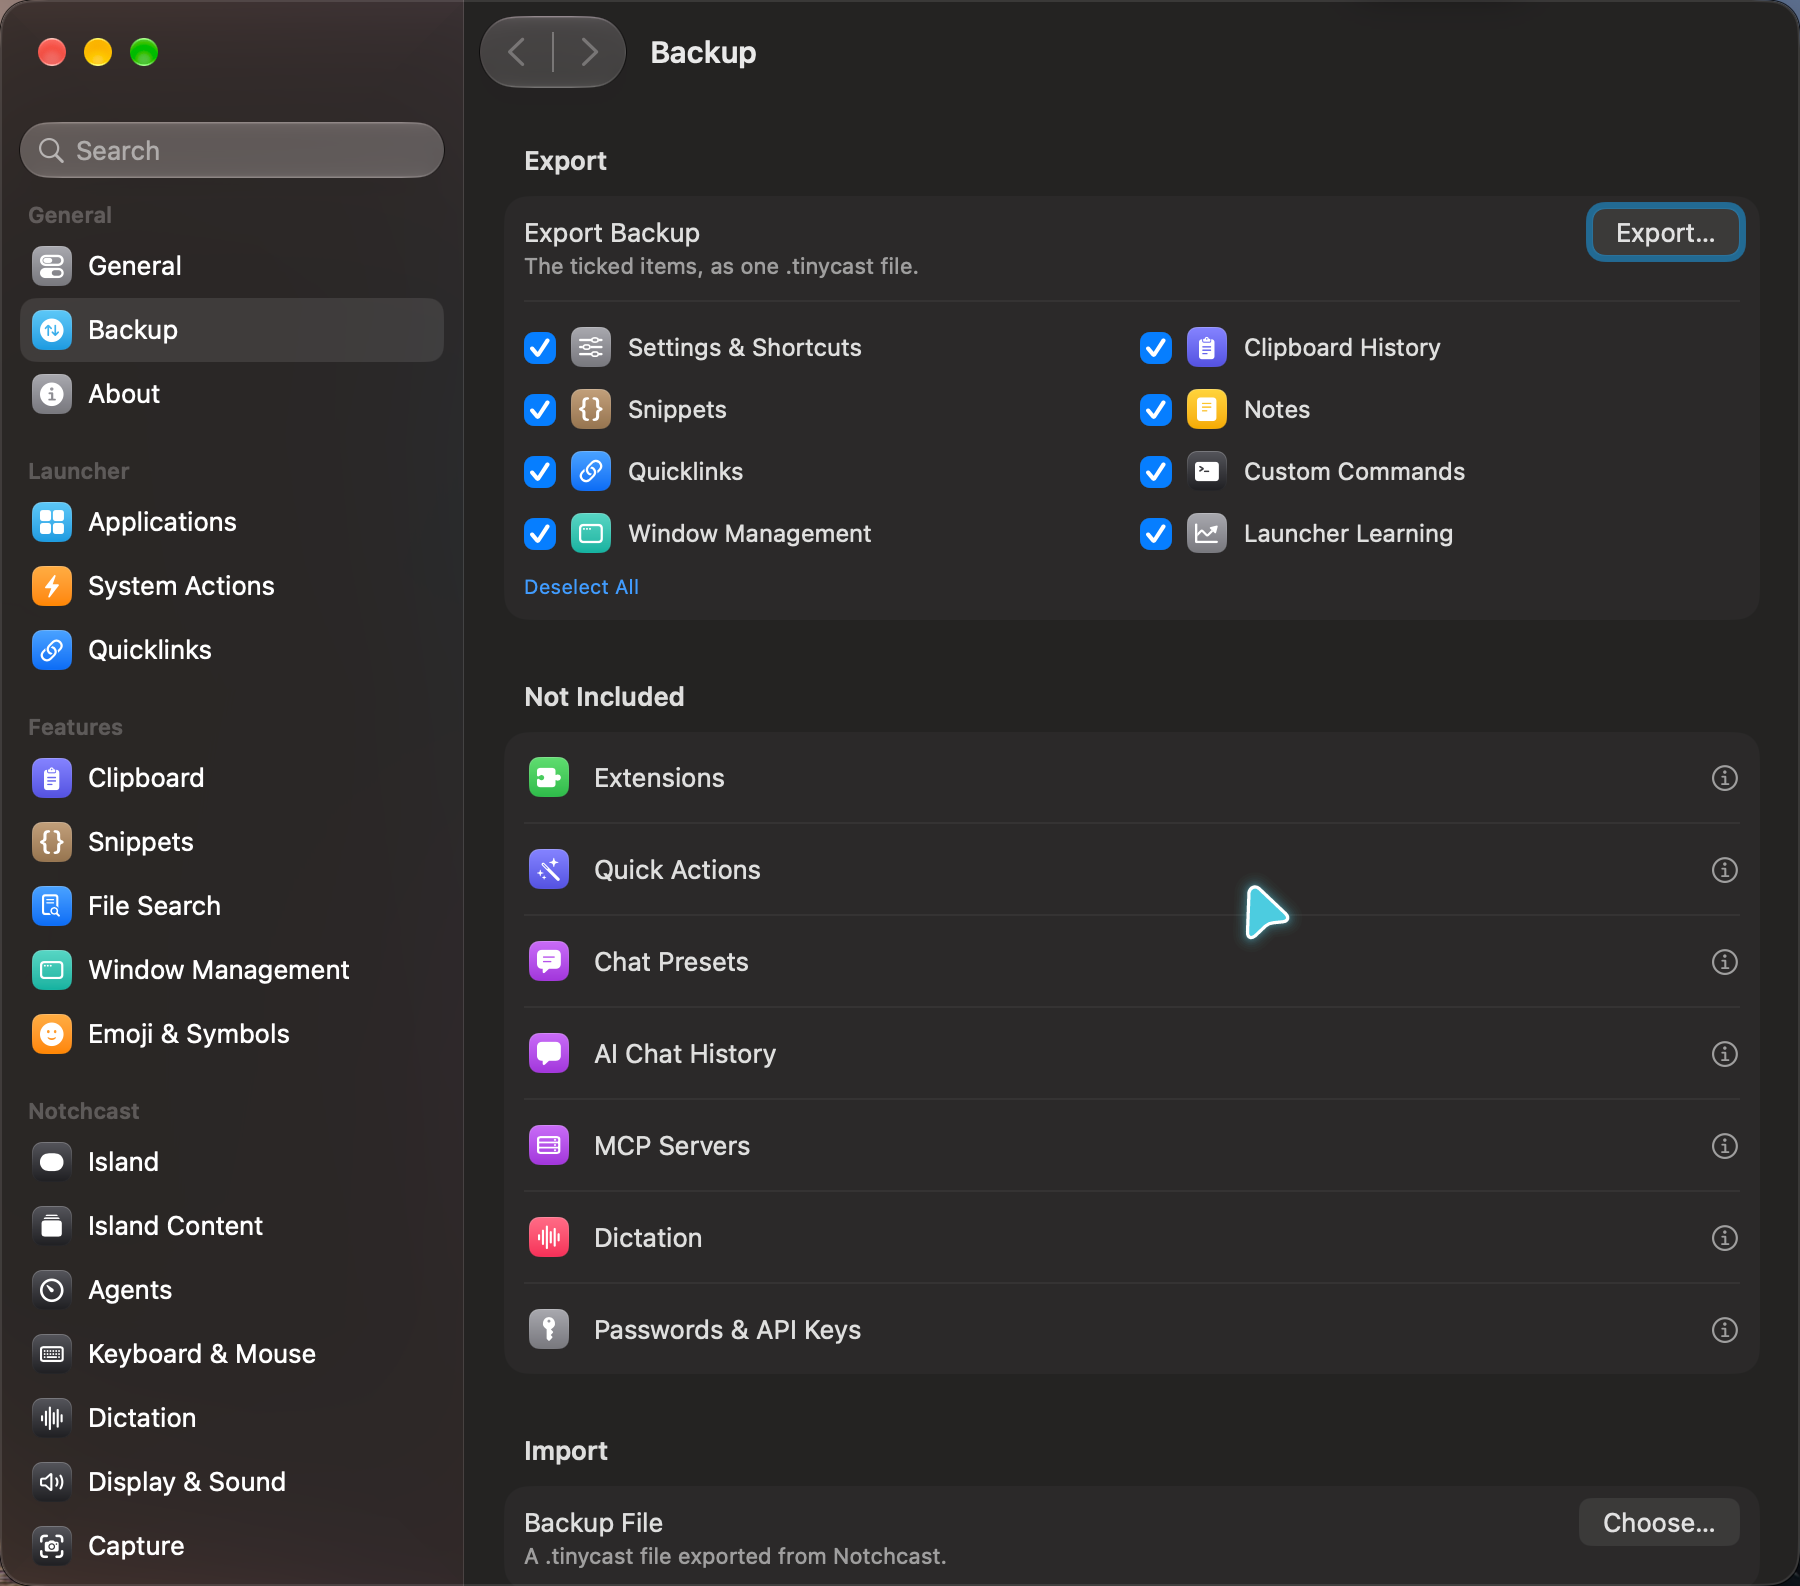 Backup
Search
General
General
Backup
About
Launcher
Applications
System Actions
Quicklinks
Features
Clipboard
Snippets
File Search
Window Management
Emoji & Symbols
Notchcast
Island
Island Content
Agents
Keyboard & Mouse
Dictation
Display & Sound
Capture
Export
Export Backup
Export...
The ticked items, as one .tinycast file.
Settings & Shortcuts
Clipboard History
Snippets
Notes
Quicklinks
Custom Commands
Window Management
Launcher Learning
Deselect All
Not Included
Extensions
Quick Actions
Chat Presets
AI Chat History
MCP Servers
Dictation
Passwords & API Keys
Import
Backup File
Choose...
A .tinycast file exported from Notchcast.